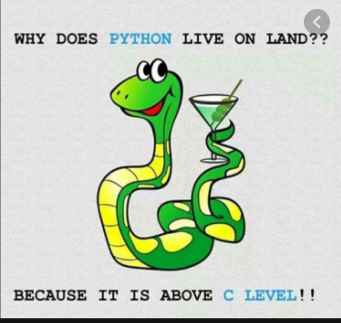 WHY DOES PYTHON LIVE ON LAND??
BECAUSE IT IS ABOVE C LEVEL!!